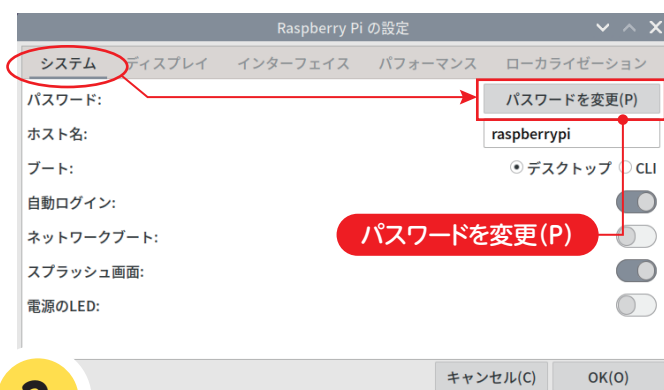 Raspberry Pi の設定
システム ディスプレイ インターフェイス パフォーマンス ローカライゼーション
パスワード: パスワードを変更(P)
ホスト名: raspberrypi
ブート: デスクトップ CLI
自動ログイン:
ネットワークブート:
パスワードを変更(P)
スプラッシュ画面:
電源のLED:
キャンセル(C) OK(O)